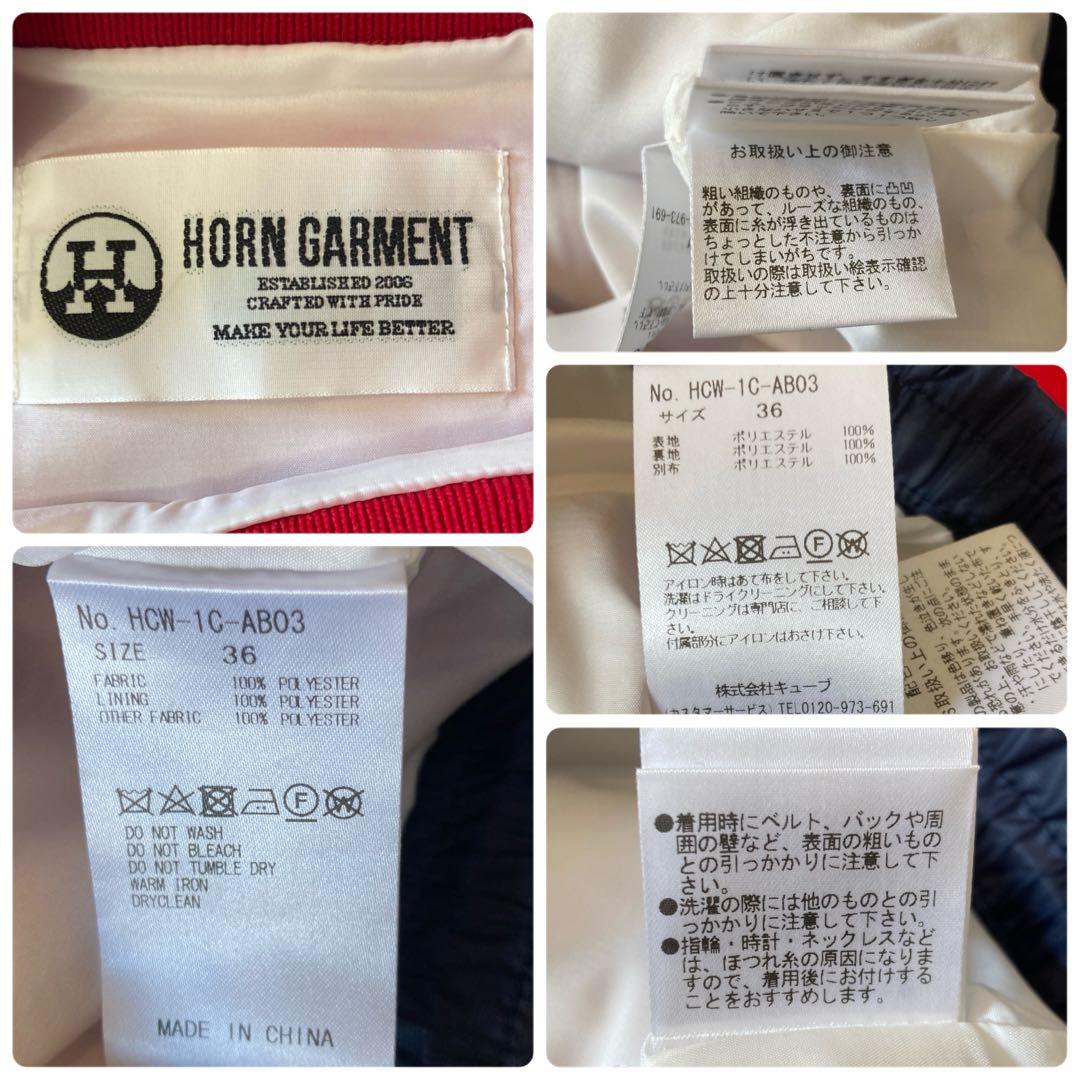 HORN GARMENT
ESTABLISHED 2006
CRAFTED WITH PRIDE
MAKE YOUR LIFE BETTER
お取扱い上の御注意
粗い組織のものや、裏面に凸凹
があって、ルーズな組織のもの、
表面に糸が浮き出ているものは
ちょっとした不注意から引っか
けてしまいがちです。
取扱いの際は取扱い絵表示確認
の上十分注意して下さい。
No. HCW-1C-AB03
サイズ 36
表地 ポリエステル 100%
裏地 ポリエステル 100%
別布 ポリエステル 100%
F W
アイロン時はあて布をして下さい。
洗濯はドライクリーニングにして下さい。
クリーニングは専門店に、ご相談して下
さい。
付属部分にアイロンはおさけ下さい。
株式会社キューブ
(カスタマーサービス) TEL0120-973-691
No. HCW-1C-AB03
SIZE 36
FABRIC 100% POLYESTER
LINING 100% POLYESTER
OTHER FABRIC 100% POLYESTER
F W
DO NOT WASH
DO NOT BLEACH
DO NOT TUMBLE DRY
WARM IRON
DRYCLEAN
MADE IN CHINA
●着用時にベルト、バックや周
囲の壁など、表面の粗いもの
との引っかかりに注意して下
さい。
●洗濯の際には他のものとの引
っかかりに注意して下さい。
●指輪・時計・ネックレスなど
は、ほつれ糸の原因になりま
すので、着用後にお付けする
ことをおすすめします。